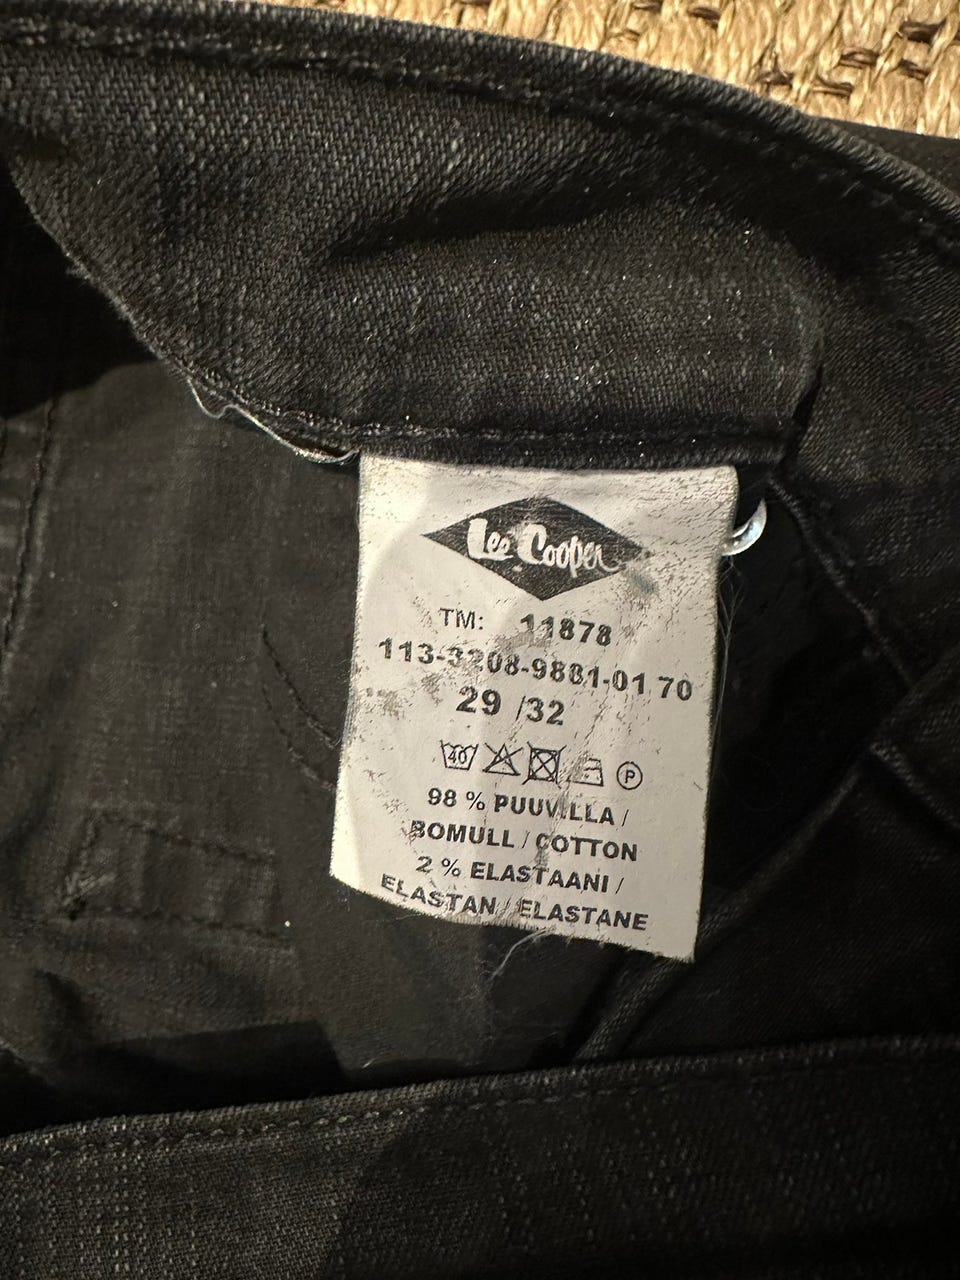 Lee Cooper
TM: 11878
113-3208-9881-01 70
29 /32
40
P
98 % PUUVILLA /
BOMULL / COTTON
2 % ELASTAANI /
ELASTAN / ELASTANE